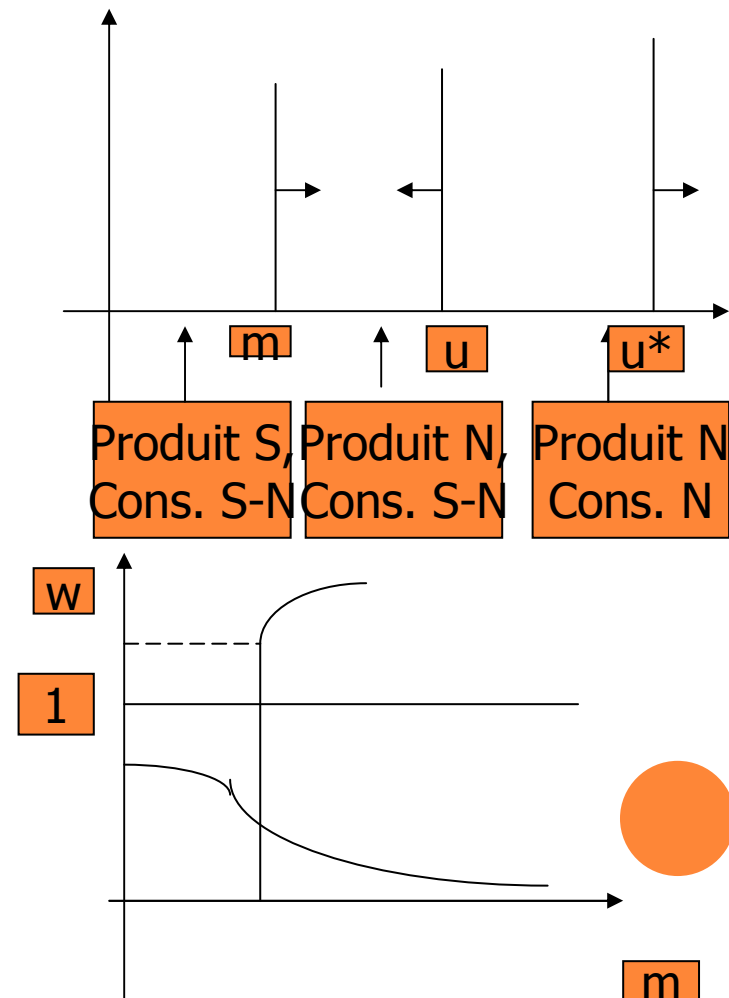 m
u
u*
Produit S,
Cons. S-N
Produit N,
Cons. S-N
Produit N
Cons. N
w
1
m